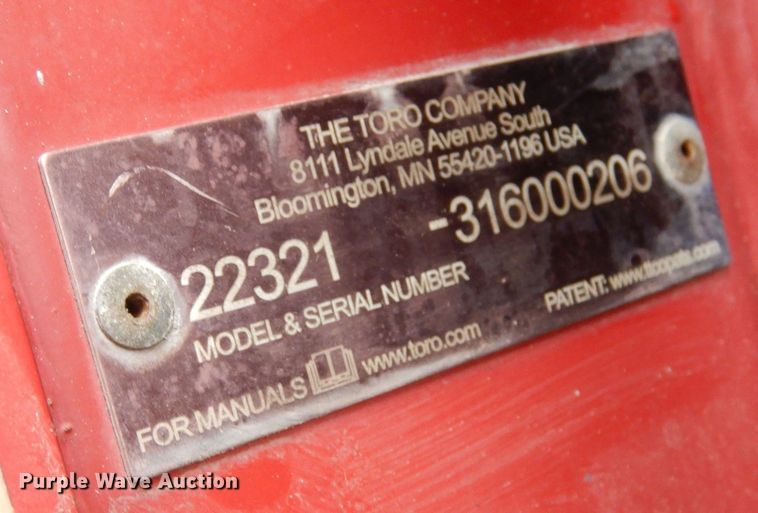 THE TORO COMPANY
8111 Lyndale Avenue South
Bloomington, MN 55420-1196 USA
22321 -316000206
MODEL & SERIAL NUMBER
FOR MANUALS www.toro.com
PATENT: www.ttcopats.com
Purple Wave Auction